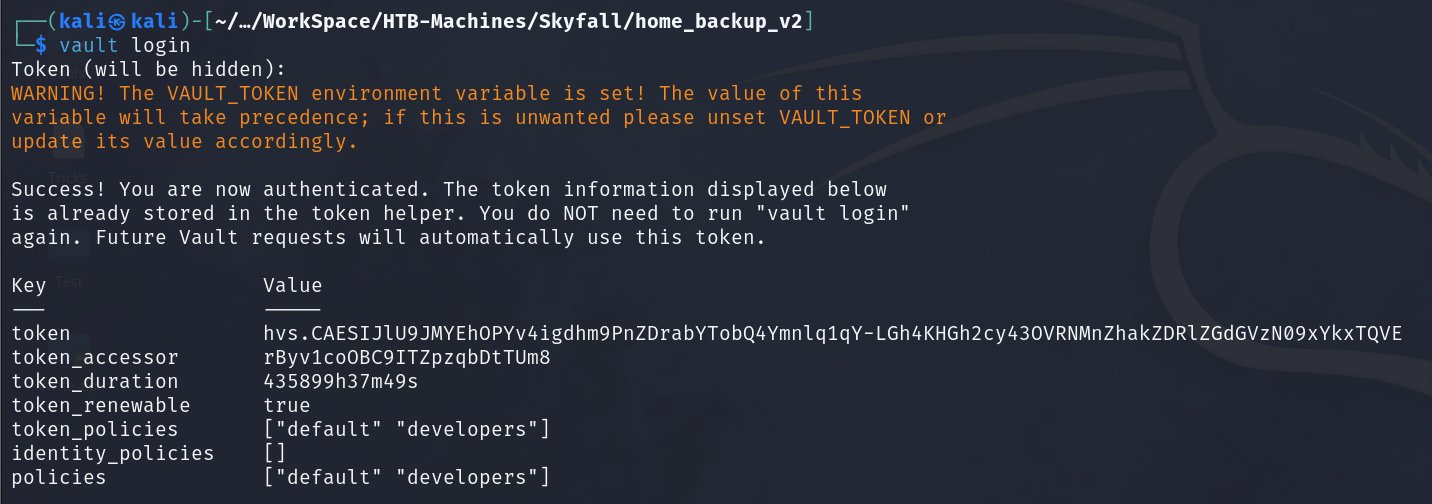 ┌──(kali㉿kali)-[~/…/WorkSpace/HTB-Machines/Skyfall/home_backup_v2]
└─$ vault login
Token (will be hidden):
WARNING! The VAULT_TOKEN environment variable is set! The value of this
variable will take precedence; if this is unwanted please unset VAULT_TOKEN or
update its value accordingly.
Tricks
Success! You are now authenticated. The token information displayed below
is already stored in the token helper. You do NOT need to run "vault login"
again. Future Vault requests will automatically use this token.
Key Value
Test
--- -----
token hvs.CAESIJlU9JMYEhOPYv4igdhm9PnZDrabYTobQ4Ymnlq1qY-LGh4KHGh2cy43OVRNMnZhakZDRlZGdGVzN09xYkxTQVE
token_accessor rByv1coOBC9ITZpzqbDtTUm8
token_duration 435899h37m49s
token_renewable true
token_policies ["default" "developers"]
identity_policies []
policies ["default" "developers"]